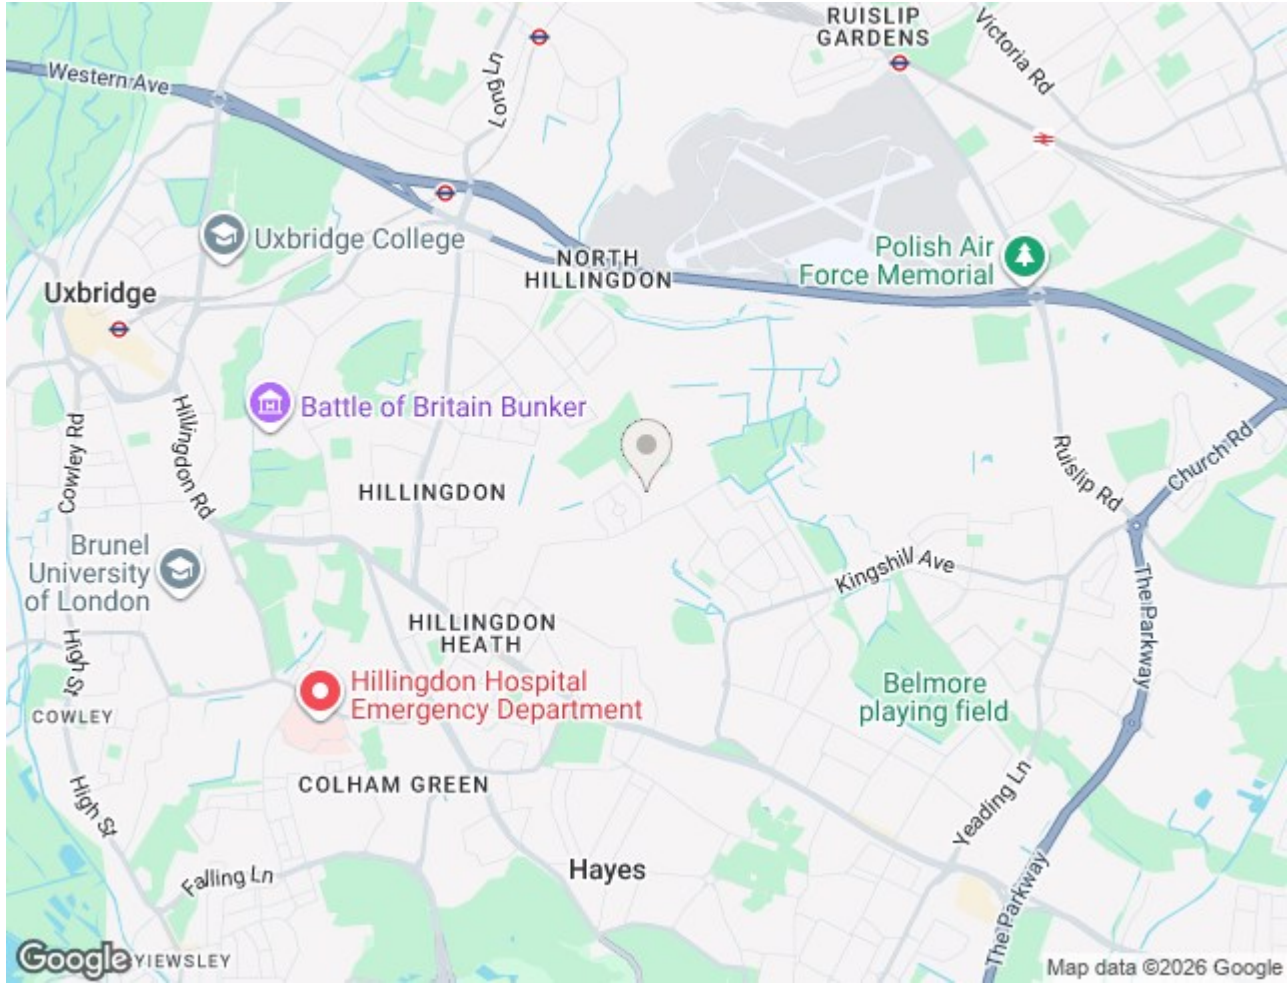 RUISLIP
GARDENS
Victoria Rd
Western Ave
Long Ln
Uxbridge College
NORTH
HILLINGDON
Polish Air
Force Memorial
Uxbridge
Battle of Britain Bunker
Cowley Rd
Hillingdon Rd
HILLINGDON
Ruislip Rd
Church Rd
Brunel
University
of London
Kingshill Ave
The Parkway
HILLINGDON
HEATH
High St
Hillingdon Hospital
Emergency Department
Belmore
playing field
COWLEY
COLHAM GREEN
High St
Yeading Ln
Falling Ln
Hayes
The Parkway
Google
YIEWSLEY
Map data ©2026 Google